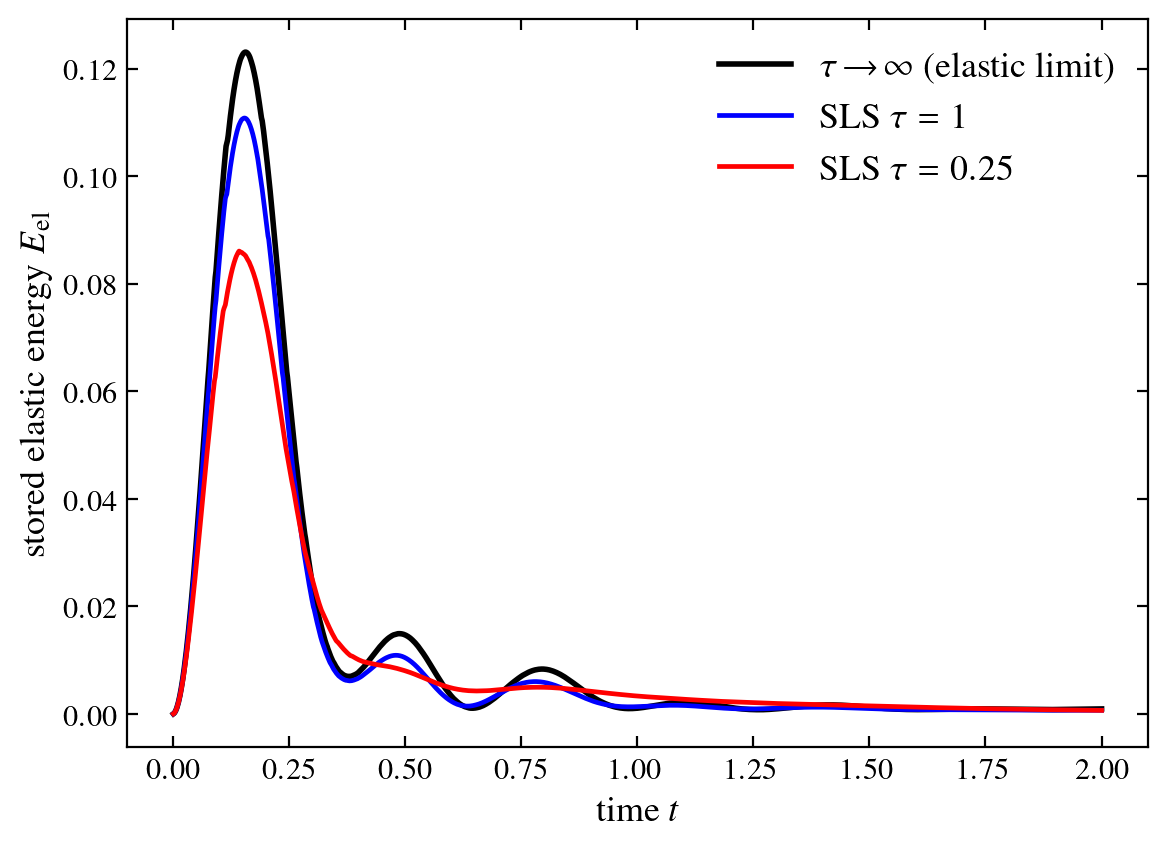 τ→∞ (elastic limit)
SLS τ = 1
SLS τ = 0.25
stored elastic energy E_el
0.12
0.10
0.08
0.06
0.04
0.02
0.00
0.00 0.25 0.50 0.75 1.00 1.25 1.50 1.75 2.00
time t